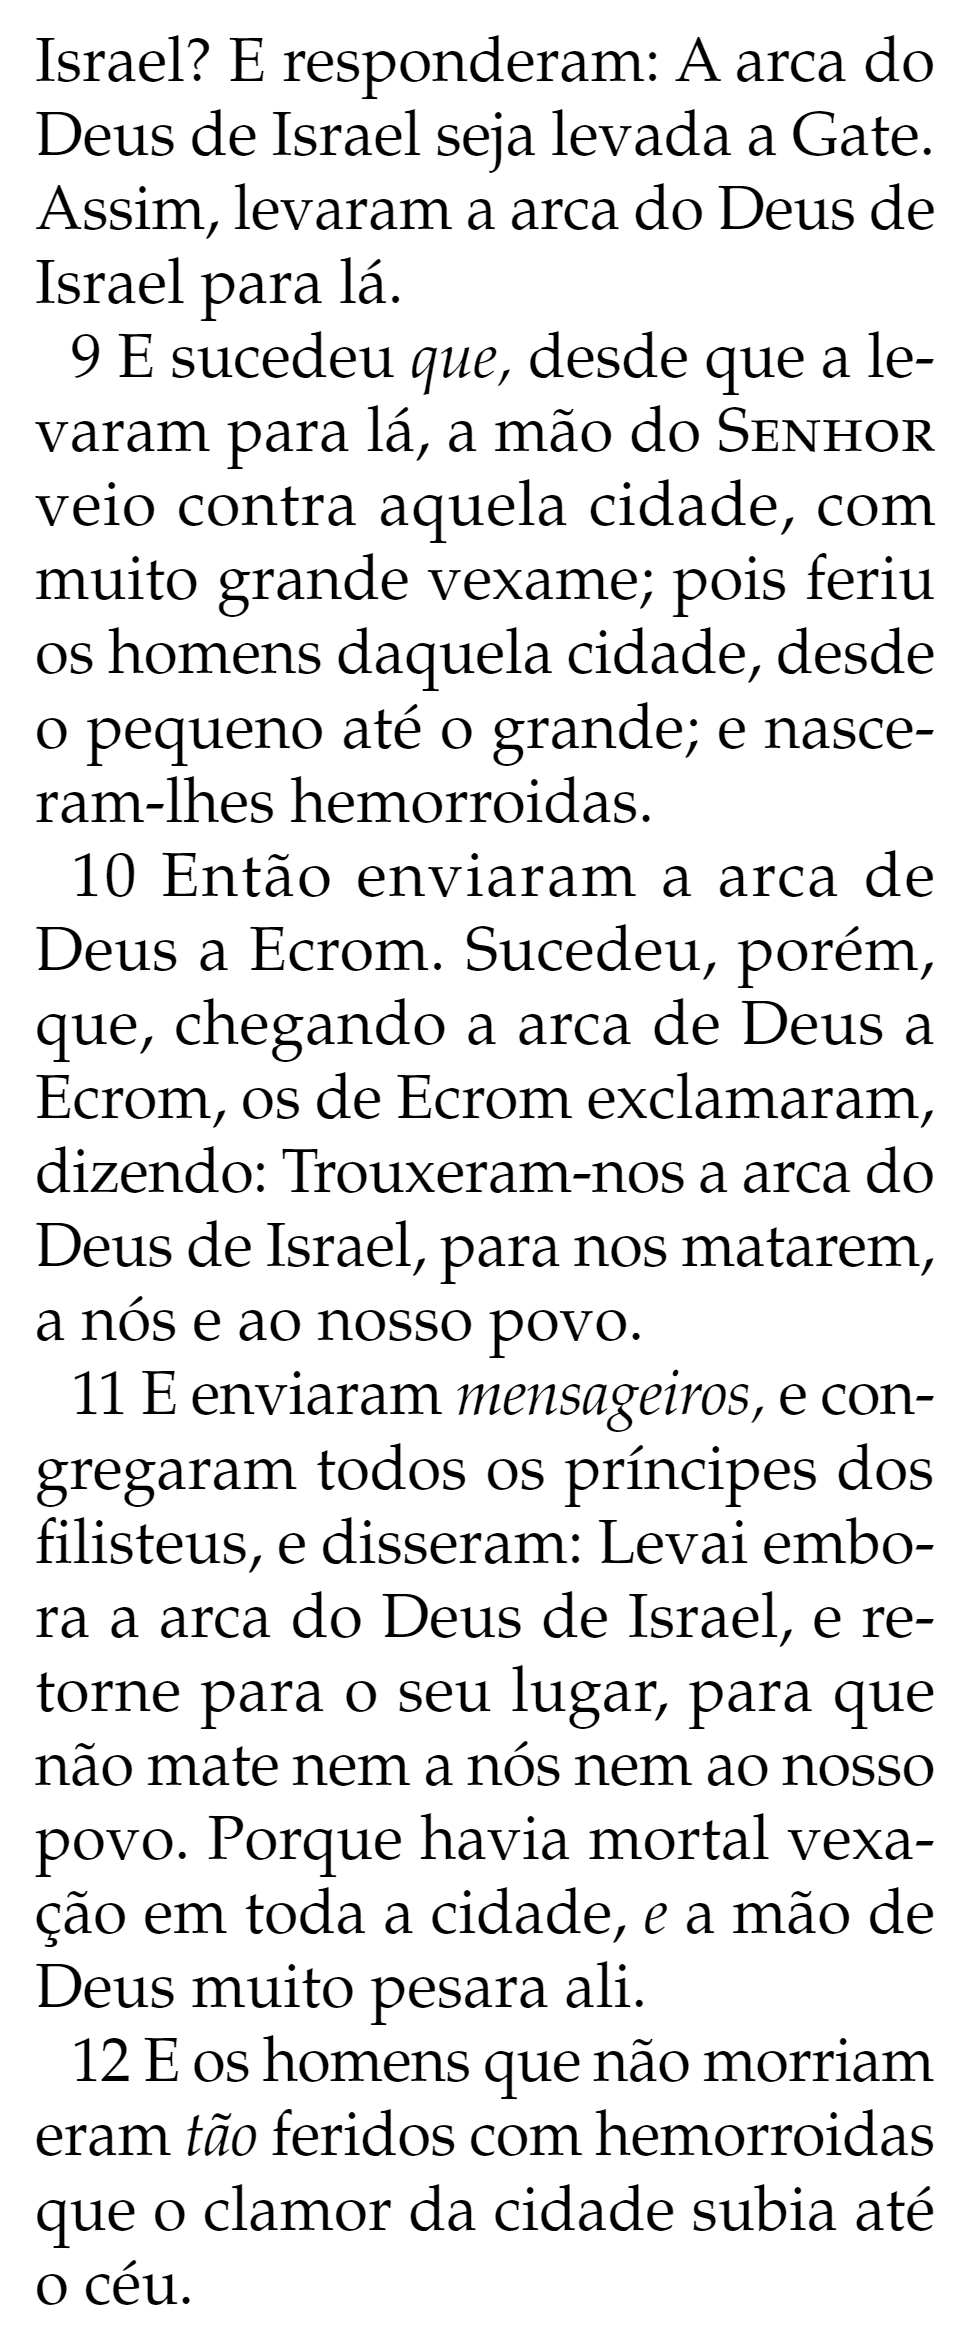 Israel? E responderam: A arca do
Deus de Israel seja levada a Gate.
Assim, levaram a arca do Deus de
Israel para lá.
9 E sucedeu que, desde que a le-
varam para lá, a mão do SENHOR
veio contra aquela cidade, com
muito grande vexame; pois feriu
os homens daquela cidade, desde
o pequeno até o grande; e nasce-
ram-lhes hemorroidas.
10 Então enviaram a arca de
Deus a Ecrom. Sucedeu, porém,
que, chegando a arca de Deus a
Ecrom, os de Ecrom exclamaram,
dizendo: Trouxeram-nos a arca do
Deus de Israel, para nos matarem,
a nós e ao nosso povo.
11 E enviaram mensageiros, e con-
gregaram todos os príncipes dos
filisteus, e disseram: Levai embo-
ra a arca do Deus de Israel, e re-
torne para o seu lugar, para que
não mate nem a nós nem ao nosso
povo. Porque havia mortal vexa-
ção em toda a cidade, e a mão de
Deus muito pesara ali.
12 E os homens que não morriam
eram tão feridos com hemorroidas
que o clamor da cidade subia até
o céu.